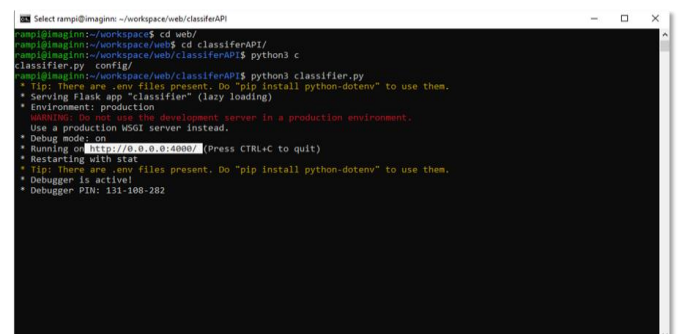 Select rampi@imaginn: ~/workspace/web/classiferAPI
rampi@imaginn:~/workspace$ cd web/
rampi@imaginn:~/workspace/web$ cd classiferAPI/
rampi@imaginn:~/workspace/web/classiferAPI$ python3 c
classifier.py  config/
rampi@imaginn:~/workspace/web/classiferAPI$ python3 classifier.py
* Tip: There are .env files present. Do "pip install python-dotenv" to use them.
* Serving Flask app "classifier" (lazy loading)
* Environment: production
WARNING: Do not use the development server in a production environment.
Use a production WSGI server instead.
* Debug mode: on
* Running on http://0.0.0.0:4000/ (Press CTRL+C to quit)
* Restarting with stat
* Tip: There are .env files present. Do "pip install python-dotenv" to use them.
* Debugger is active!
* Debugger PIN: 131-108-282